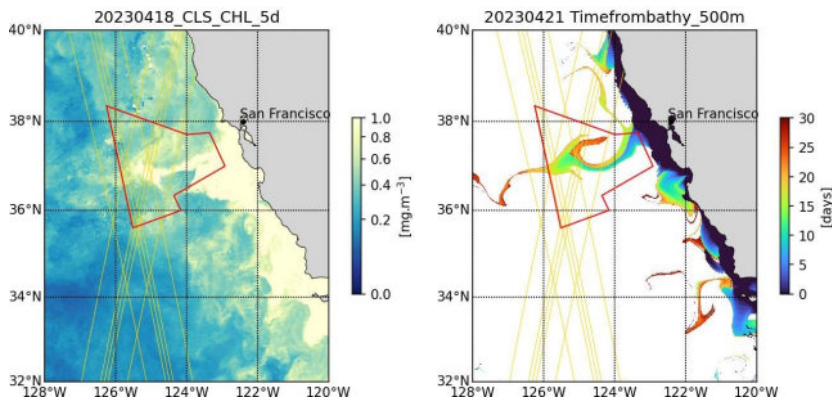 20230418_CLS_CHL_5d
40°N
38°N
36°N
34°N
32°N
128°W
126°W
124°W
122°W
120°W
San Francisco
1.0
0.8
0.6
0.4
0.2
0.0
[mg.m⁻³]
20230421 Timefrombathy_500m
40°N
38°N
36°N
34°N
32°N
128°W
126°W
124°W
122°W
120°W
San Francisco
30
25
20
15
10
5
0
[days]